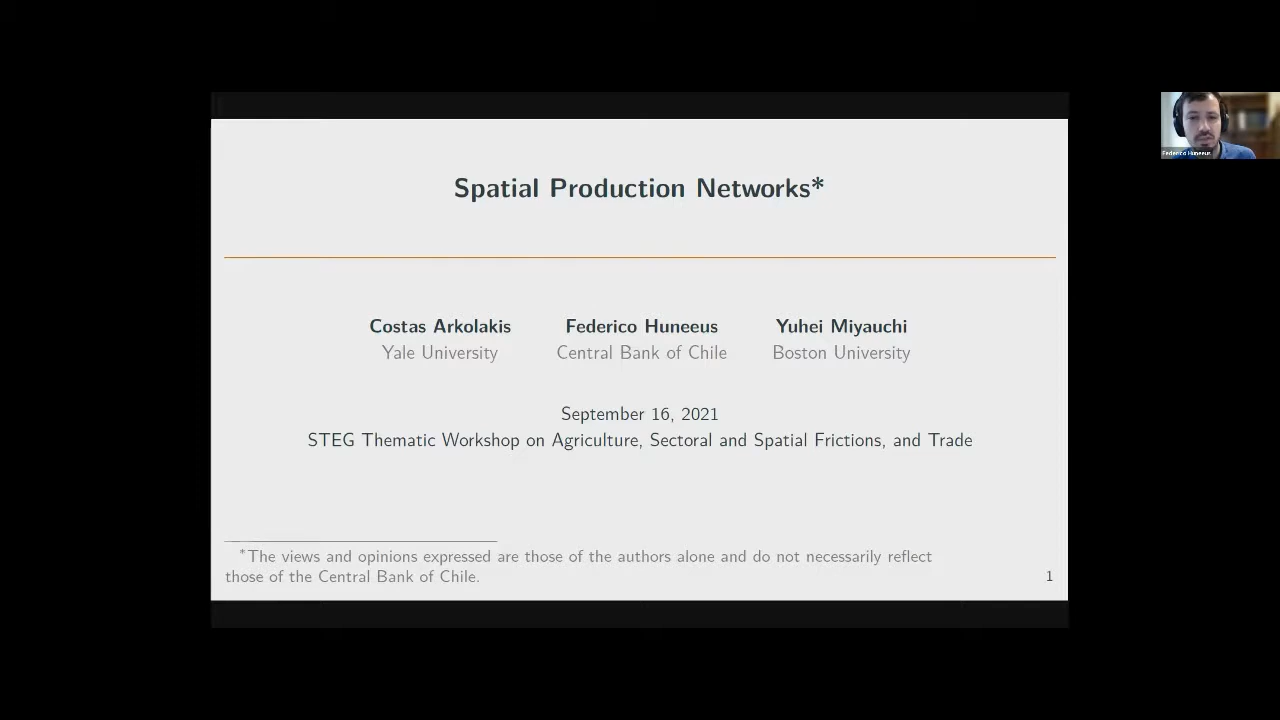 Spatial Production Networks*
Costas Arkolakis Federico Huneeus Yuhei Miyauchi
Yale University Central Bank of Chile Boston University
September 16, 2021
STEG Thematic Workshop on Agriculture, Sectoral and Spatial Frictions, and Trade
*The views and opinions expressed are those of the authors alone and do not necessarily reflect
those of the Central Bank of Chile.
1
Federico Huneeus